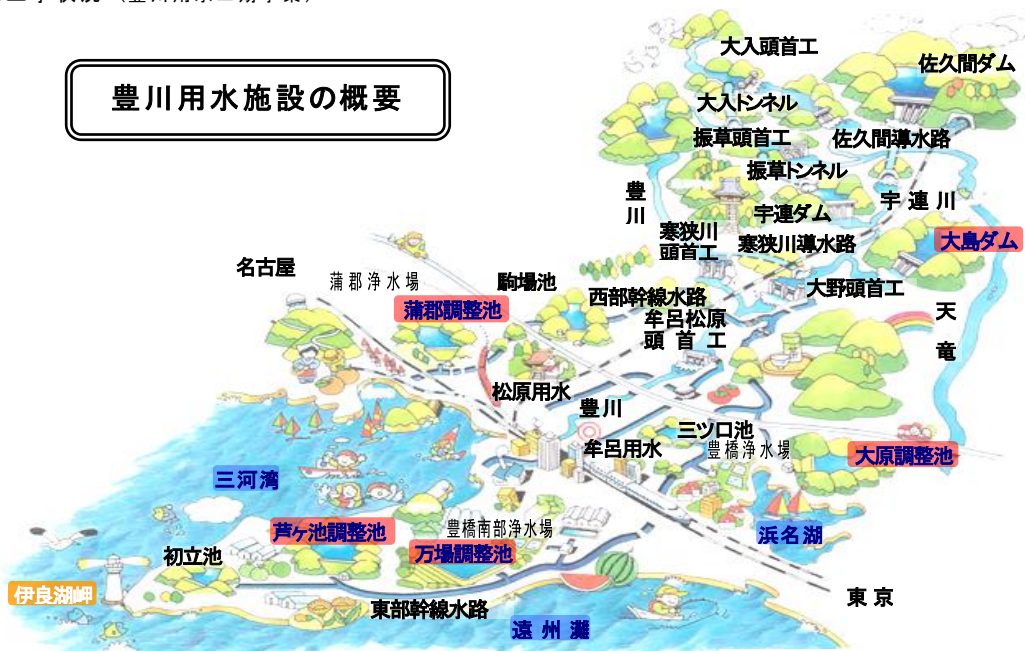 (豊川用水二期事業)
豊川用水施設の概要
大入頭首工
佐久間ダム
大入トンネル
振草頭首工
佐久間導水路
振草トンネル
豊川
宇連川
宇連ダム
寒狭川
頭首工
寒狭川導水路
大島ダム
名古屋
蒲郡浄水場
駒場池
大野頭首工
蒲郡調整池
西部幹線水路
牟呂松原
頭首工
天竜
松原用水
豊川
三ツ口池
牟呂用水
豊橋浄水場
大原調整池
三河湾
芦ヶ池調整池
豊橋南部浄水場
浜名湖
初立池
万場調整池
伊良湖岬
東部幹線水路
東京
遠州灘